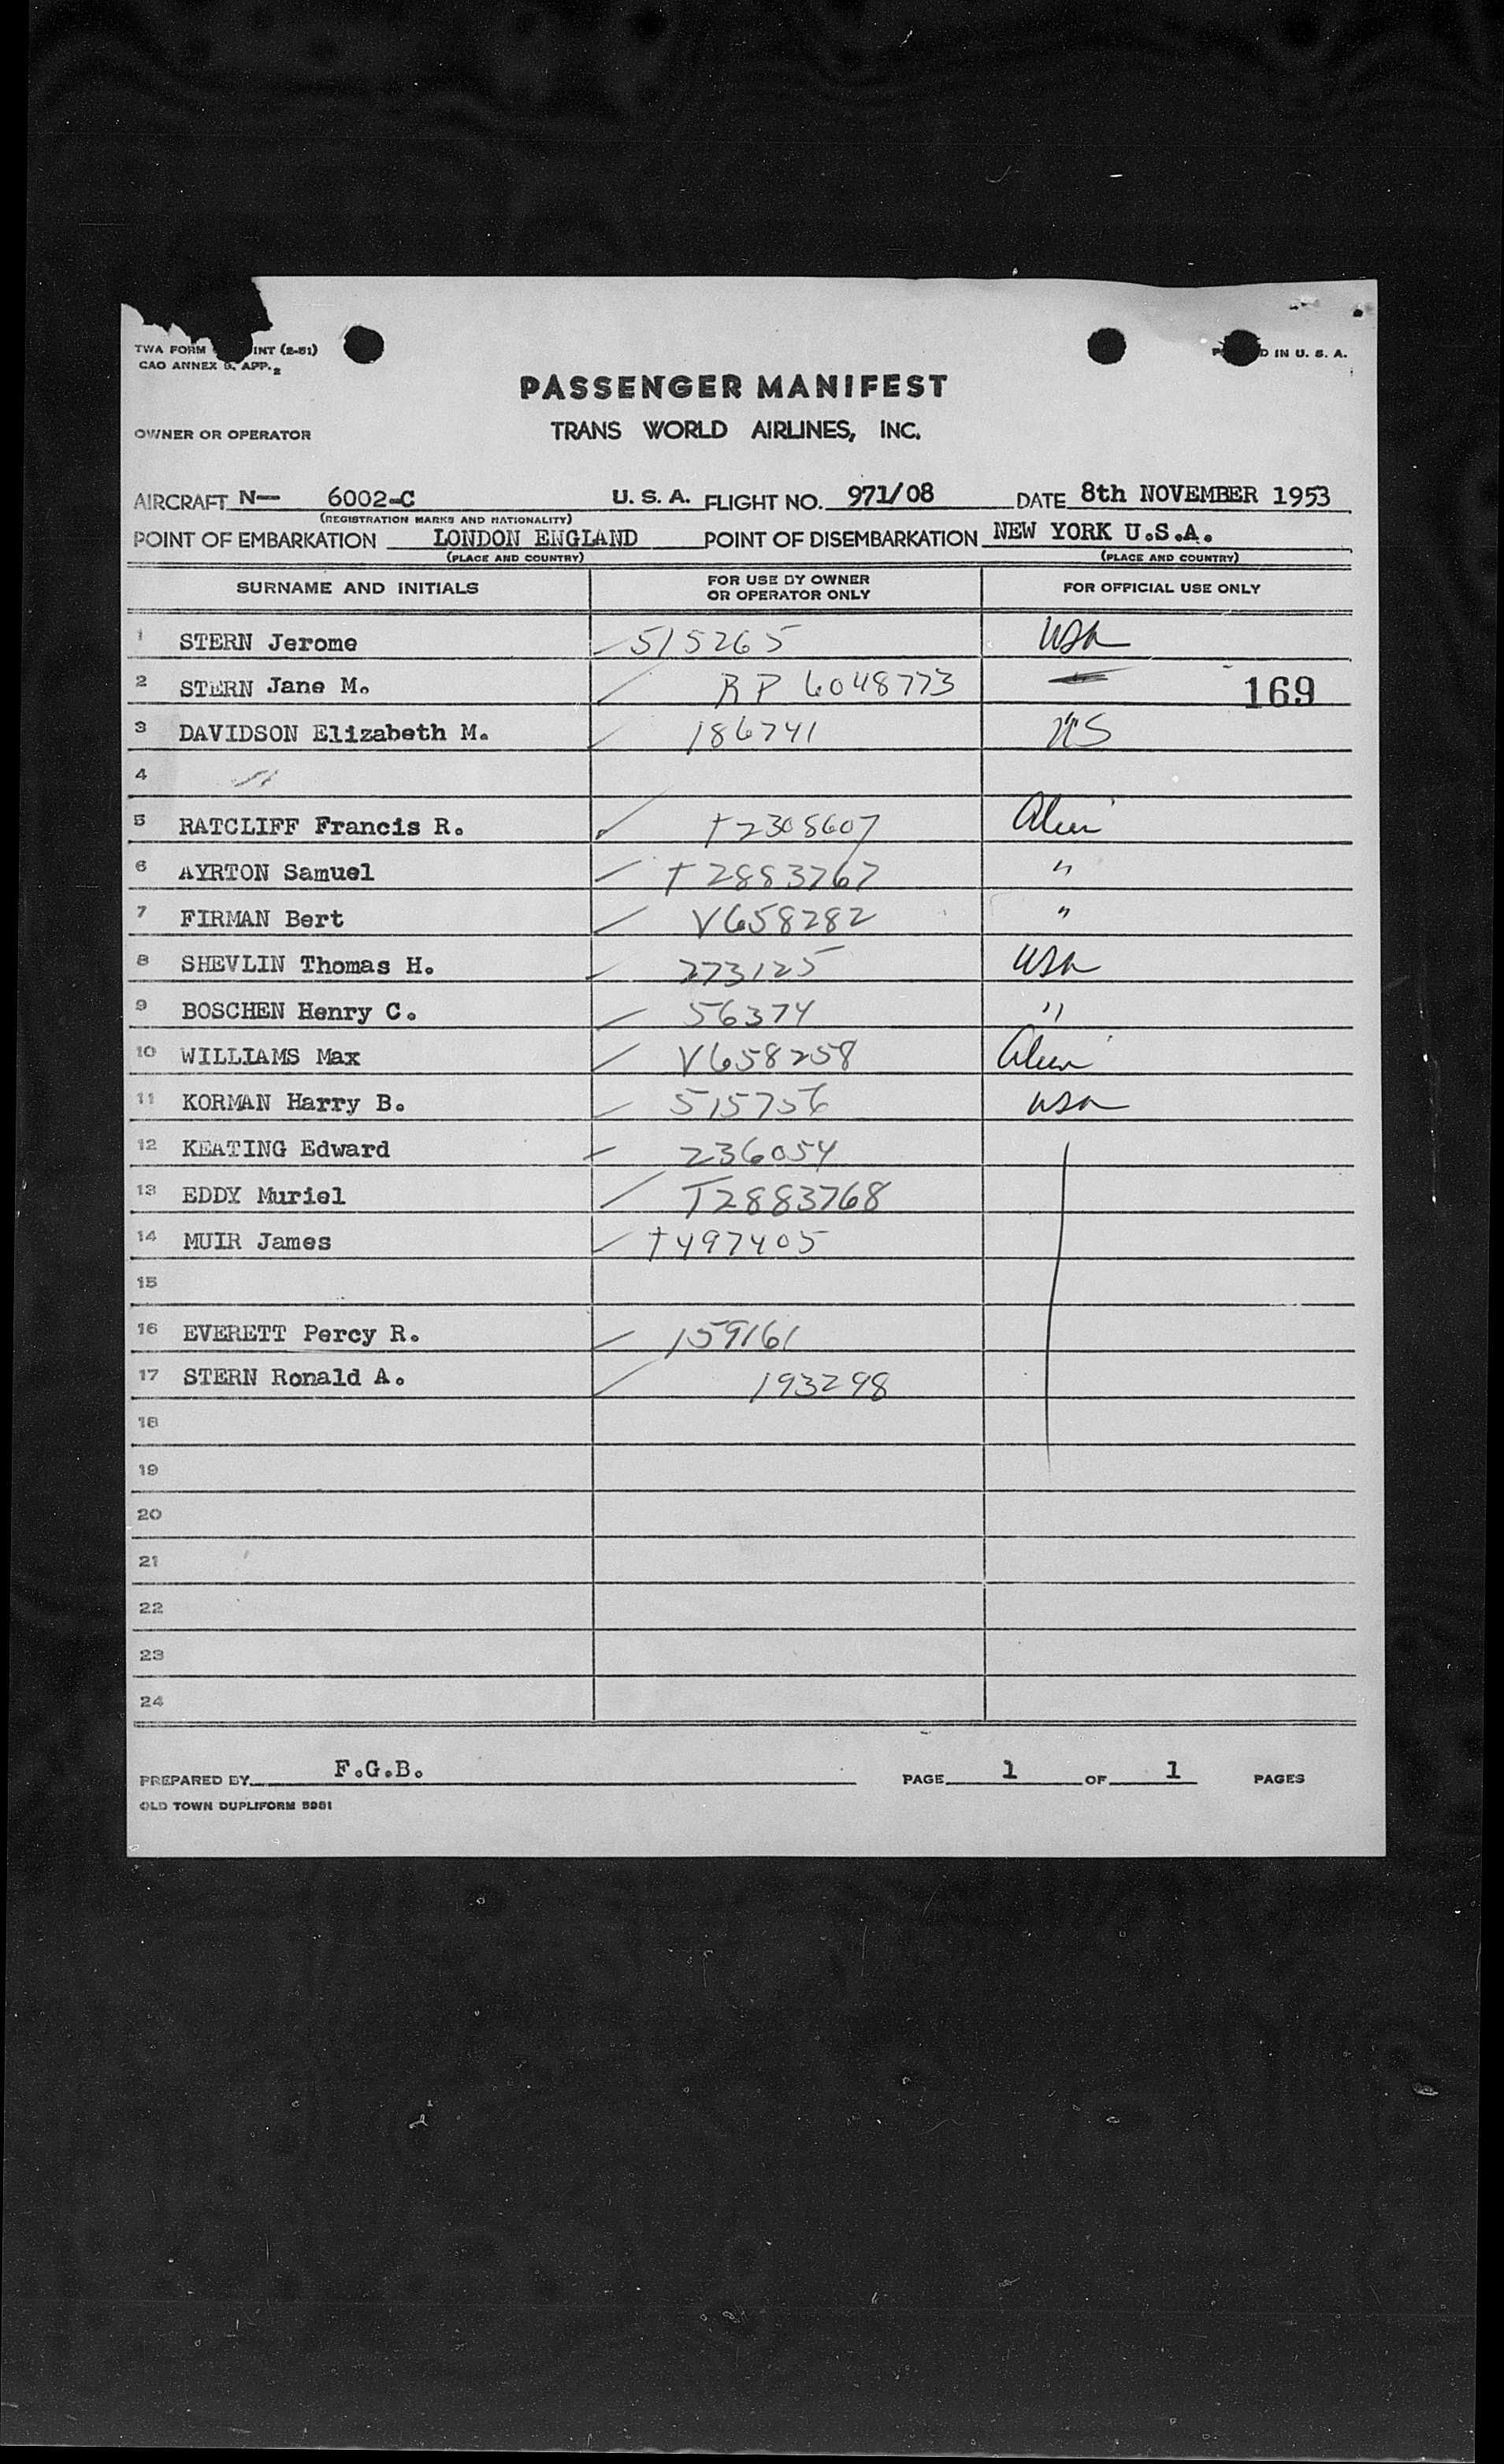 TWA FORM INT (2-51)
CAO ANNEX 9, APP. 2
D IN U. S. A.
PASSENGER MANIFEST
OWNER OR OPERATOR TRANS WORLD AIRLINES, INC.
AIRCRAFT N— 6002-C U. S. A. FLIGHT NO. 971/08 DATE 8th NOVEMBER 1953
(REGISTRATION MARKS AND NATIONALITY)
POINT OF EMBARKATION LONDON ENGLAND POINT OF DISEMBARKATION NEW YORK U.S.A.
(PLACE AND COUNTRY) (PLACE AND COUNTRY)
SURNAME AND INITIALS FOR USE BY OWNER OR OPERATOR ONLY FOR OFFICIAL USE ONLY
1 STERN Jerome 515265 USA
2 STERN Jane M. RP 6048773 169
3 DAVIDSON Elizabeth M. 186741 US
4
5 RATCLIFF Francis R. T2308607 Alien
6 AYRTON Samuel T2883767 "
7 FIRMAN Bert V658282 "
8 SHEVLIN Thomas H. 273125 USA
9 BOSCHEN Henry C. 56374 "
10 WILLIAMS Max V658258 Alien
11 KORMAN Harry B. 515756 USA
12 KEATING Edward 236054
13 EDDY Muriel T2883768
14 MUIR James T497405
15
16 EVERETT Percy R. 159161
17 STERN Ronald A. 193298
18
19
20
21
22
23
24
PREPARED BY F.G.B. PAGE 1 OF 1 PAGES
OLD TOWN DUPLIFORM 5951